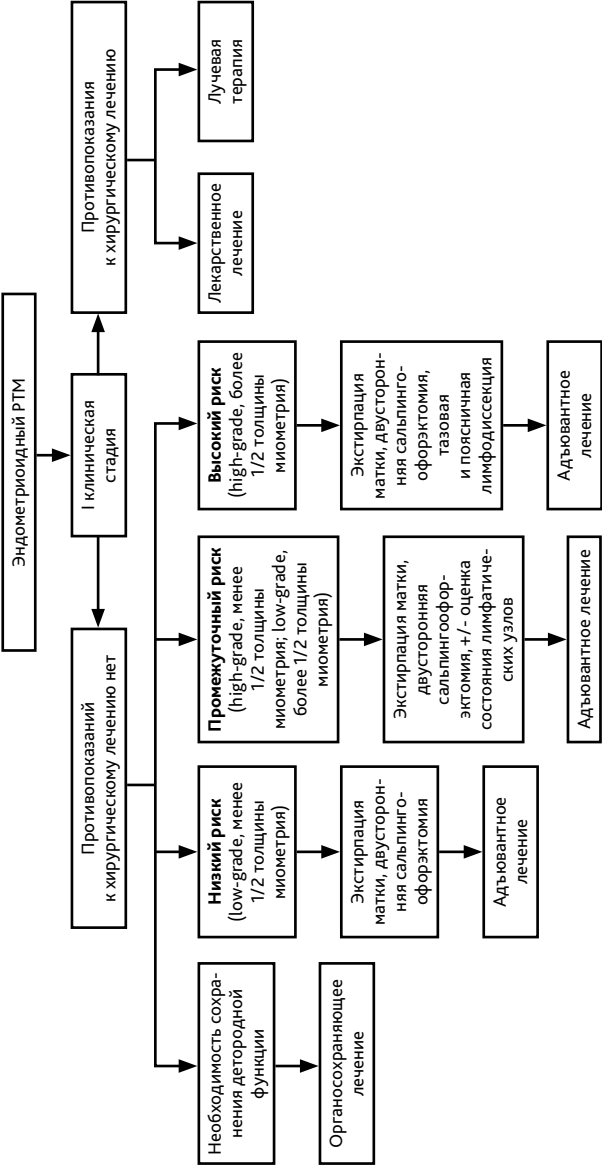 Эндометриоидный РТМ
I клиническая
стадия
Противопоказаний
к хирургическому лечению нет
Противопоказания
к хирургическому лечению
Необходимость сохра-
нения детородной
функции
Низкий риск
(low-grade, менее
1/2 толщины
миометрия)
Промежуточный риск
(high-grade, менее
1/2 толщины
миометрия; low-grade,
более 1/2 толщины
миометрия)
Высокий риск
(high-grade, более
1/2 толщины
миометрия)
Лекарственное
лечение
Лучевая
терапия
Органосохраняющее
лечение
Экстирпация
матки, двусторон-
няя сальпинго-
офорэктомия
Экстирпация матки,
двусторонняя
сальпингоофор-
эктомия, +/- оценка
состояния лимфатиче-
ских узлов
Экстирпация
матки, двусторон-
няя сальпинго-
офорэктомия,
тазовая
и поясничная
лимфодиссекция
Адъювантное
лечение
Адъювантное лечение
Адъювантное
лечение